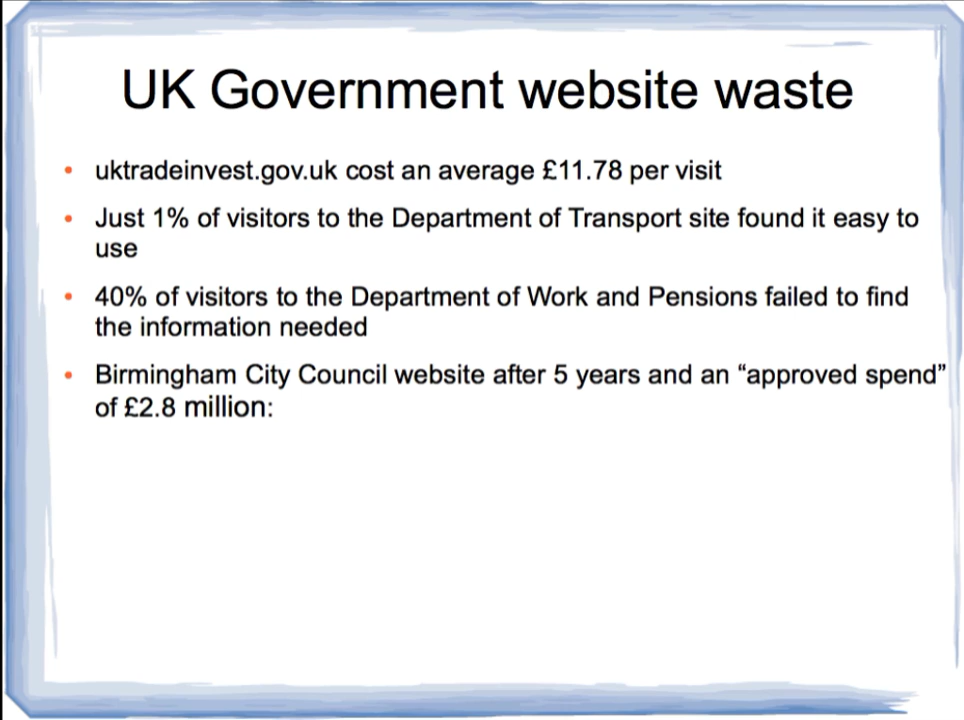 UK Government website waste
• uktradeinvest.gov.uk cost an average £11.78 per visit
• Just 1% of visitors to the Department of Transport site found it easy to
use
• 40% of visitors to the Department of Work and Pensions failed to find
the information needed
• Birmingham City Council website after 5 years and an “approved spend”
of £2.8 million: